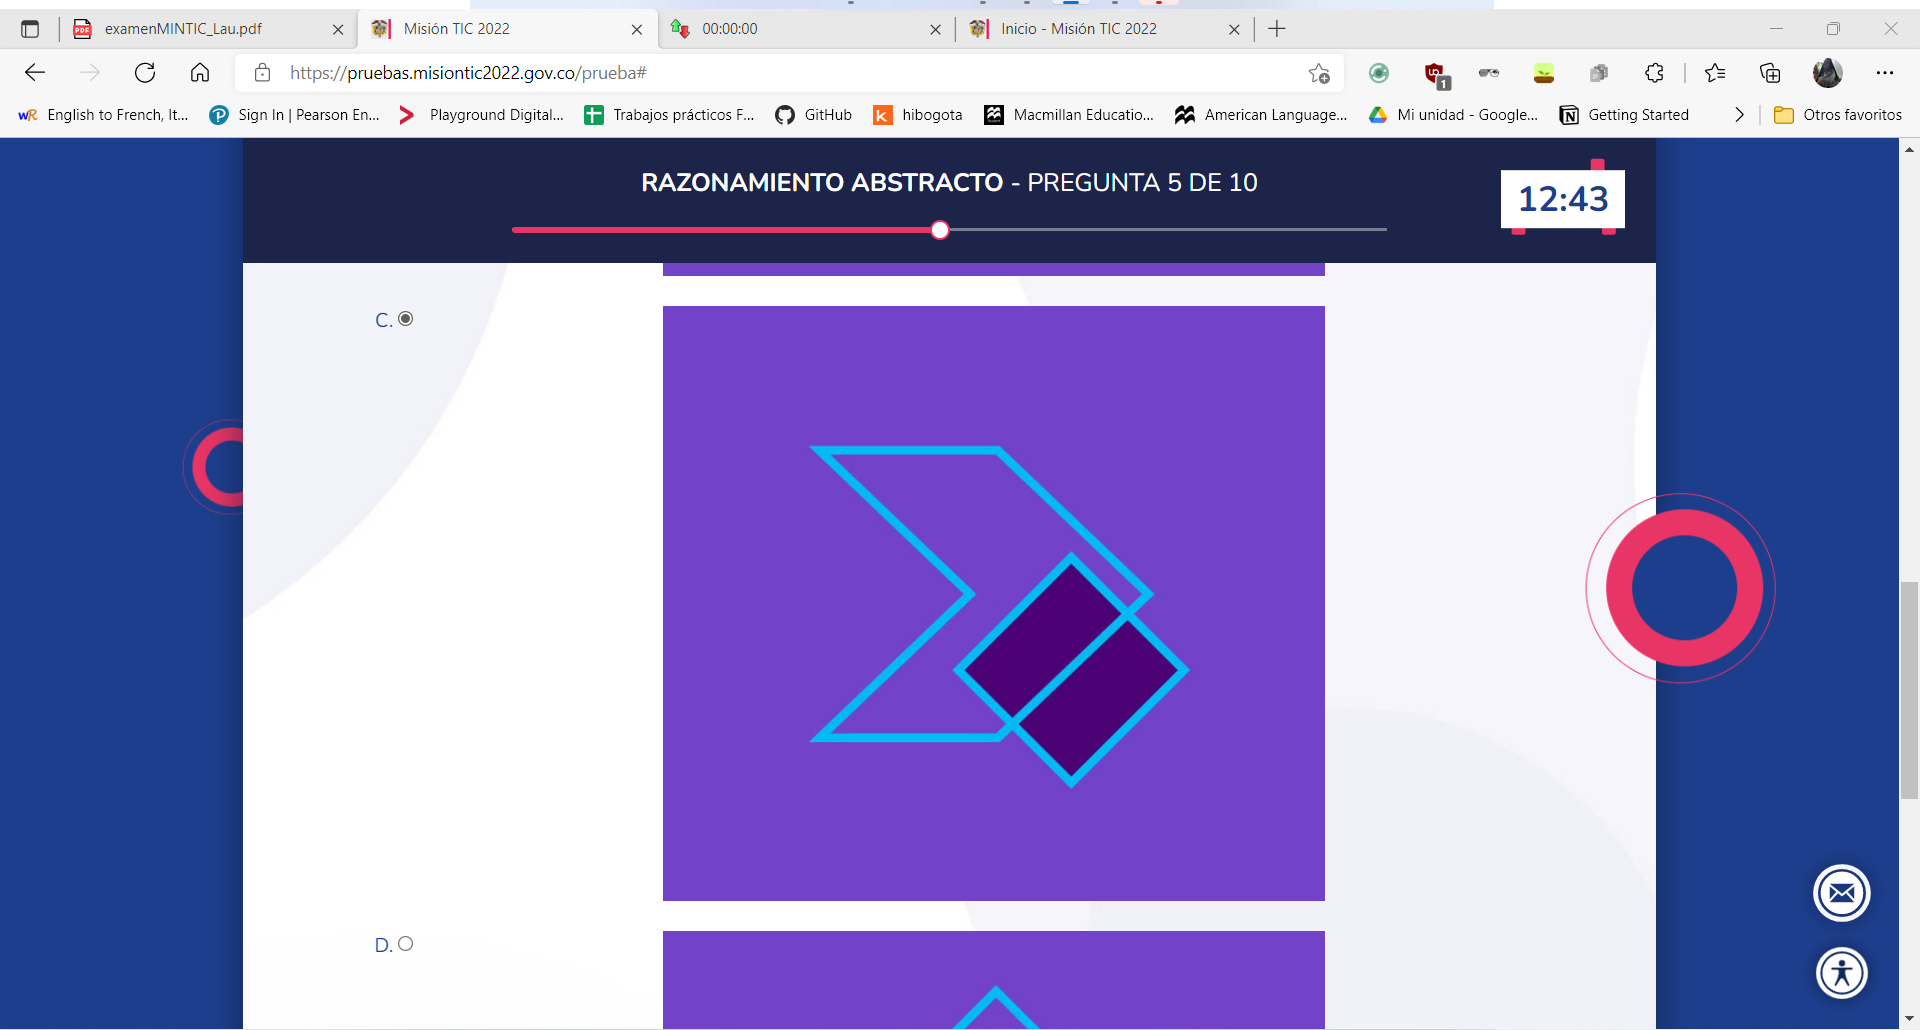 examenMINTIC_Lau.pdf
Misión TIC 2022
00:00:00
Inicio - Misión TIC 2022
https://pruebas.misiontic2022.gov.co/prueba#
1
English to French, It...
Sign In | Pearson En...
Playground Digital...
Trabajos prácticos F...
GitHub
hibogota
Macmillan Educatio...
American Language...
Mi unidad - Google...
Getting Started
Otros favoritos
RAZONAMIENTO ABSTRACTO - PREGUNTA 5 DE 10
12:43
C.
D.